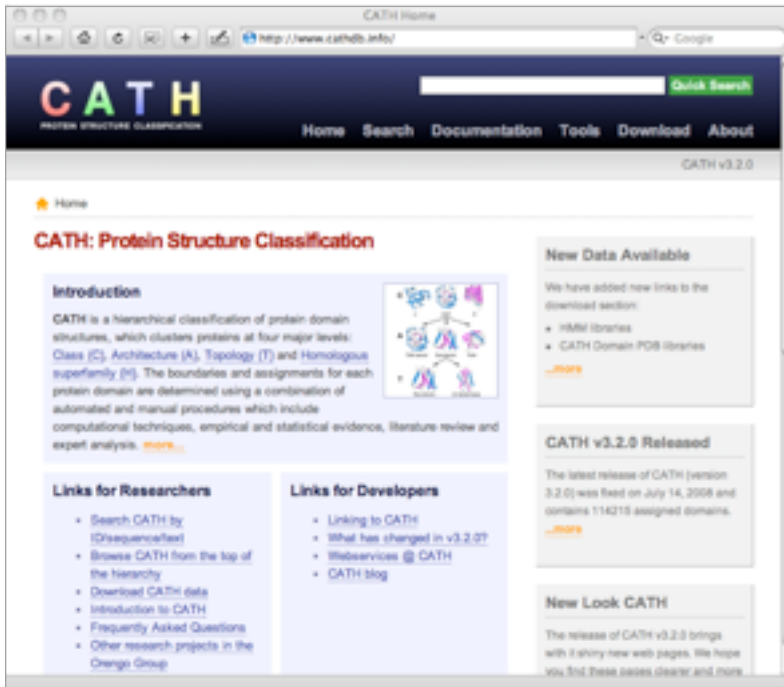 CATH Home
http://www.cathdb.info/
Google
CATH
PROTEIN STRUCTURE CLASSIFICATION
Quick Search
Home Search Documentation Tools Download About
CATH v3.2.0
Home
CATH: Protein Structure Classification
Introduction
CATH is a hierarchical classification of protein domain
structures, which clusters proteins at four major levels:
Class (C), Architecture (A), Topology (T) and Homologous
superfamily (H). The boundaries and assignments for each
protein domain are determined using a combination of
automated and manual procedures which include
computational techniques, empirical and statistical evidence, literature review and
expert analysis. more...
Links for Researchers
Search CATH by
ID/sequence/text
Browse CATH from the top of
the hierarchy
Download CATH data
Introduction to CATH
Frequently Asked Questions
Other research projects in the
Orengo Group
Links for Developers
Linking to CATH
What has changed in v3.2.0?
Webservices @ CATH
CATH blog
New Data Available
We have added new links to the
download section:
HMM libraries
CATH Domain PDB libraries
...more
CATH v3.2.0 Released
The latest release of CATH (version
3.2.0) was fixed on July 14, 2008 and
contains 114215 assigned domains.
...more
New Look CATH
The release of CATH v3.2.0 brings
with it shiny new web pages. We hope
you find these pages clearer and more